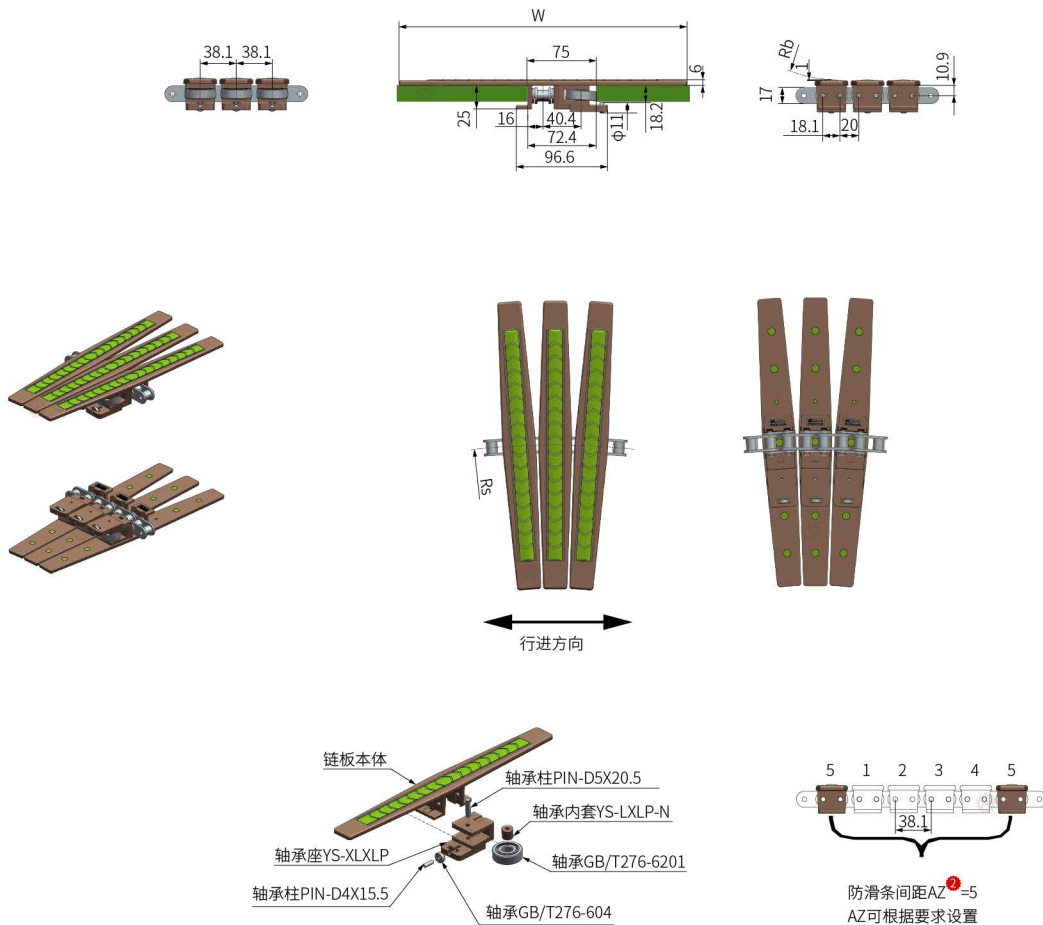 38.1
38.1
W
75
6
25
16
40.4
Φ11
18.2
72.4
96.6
Rb
1
10.9
17
18.1
20
Rs
行进方向
链板本体
轴承柱PIN-D5X20.5
轴承内套YS-LXLP-N
轴承座YS-XLXLP
轴承GB/T276-6201
轴承柱PIN-D4X15.5
轴承GB/T276-604
5 1 2 3 4 5
38.1
防滑条间距AZ②=5
AZ可根据要求设置